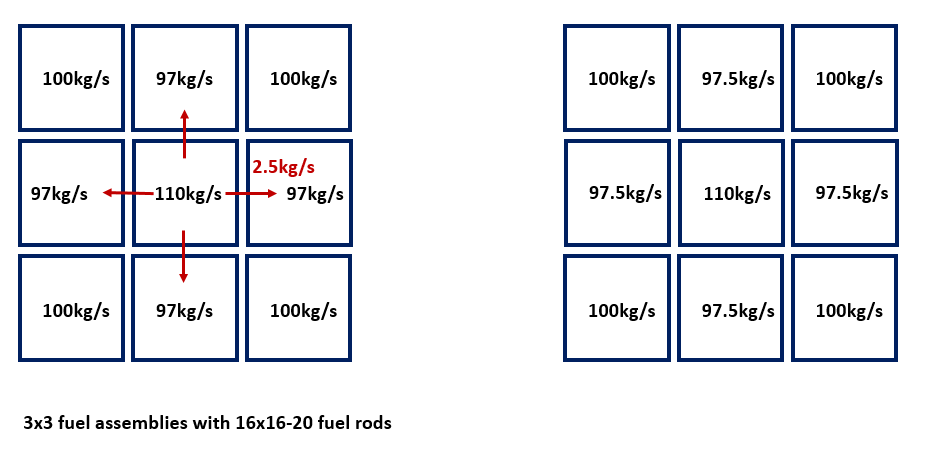 100kg/s 97kg/s 100kg/s
100kg/s 97.5kg/s 100kg/s
2.5kg/s
97kg/s 110kg/s 97kg/s
97.5kg/s 110kg/s 97.5kg/s
100kg/s 97kg/s 100kg/s
100kg/s 97.5kg/s 100kg/s
3x3 fuel assemblies with 16x16-20 fuel rods